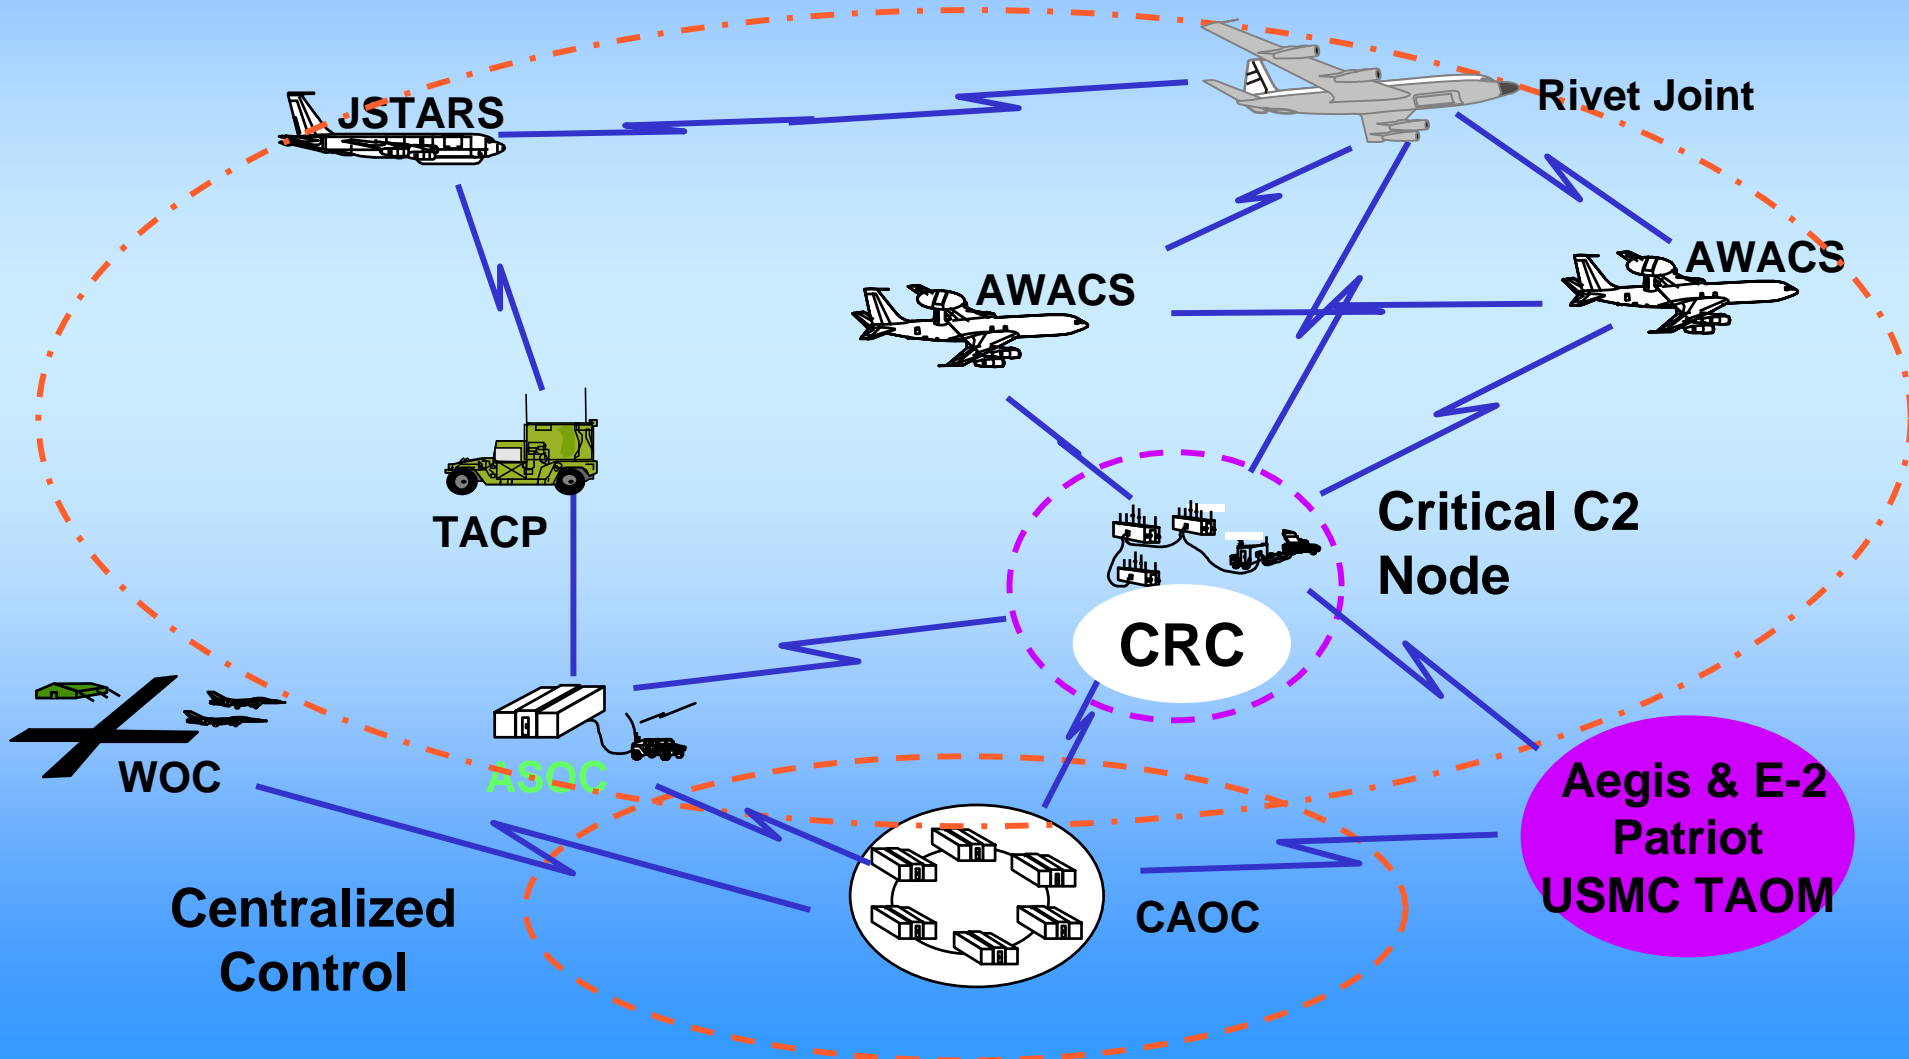 JSTARS
Rivet Joint
AWACS
AWACS
TACP
Critical C2
Node
CRC
WOC
ASOC
Aegis & E-2
Patriot
USMC TAOM
Centralized
Control
CAOC